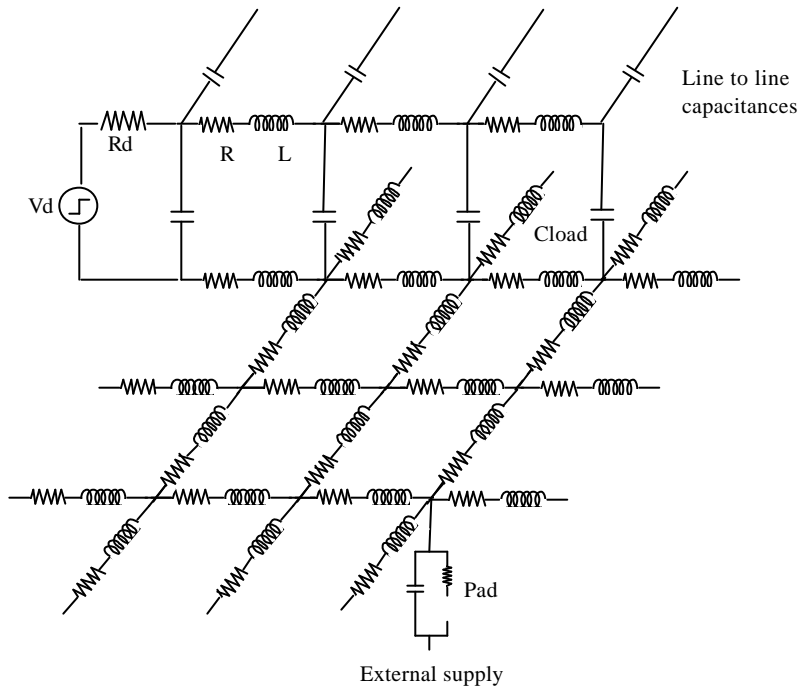 Line to line
capacitances
Rd
R
L
Vd
Cload
Pad
External supply